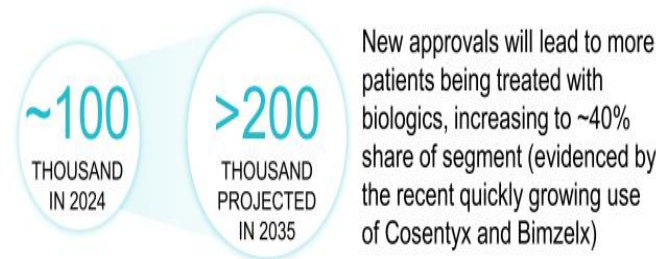 ~100
THOUSAND
IN 2024
>200
THOUSAND
PROJECTED
IN 2035
New approvals will lead to more
patients being treated with
biologics, increasing to ~40%
share of segment (evidenced by
the recent quickly growing use
of Cosentyx and Bimzelx)